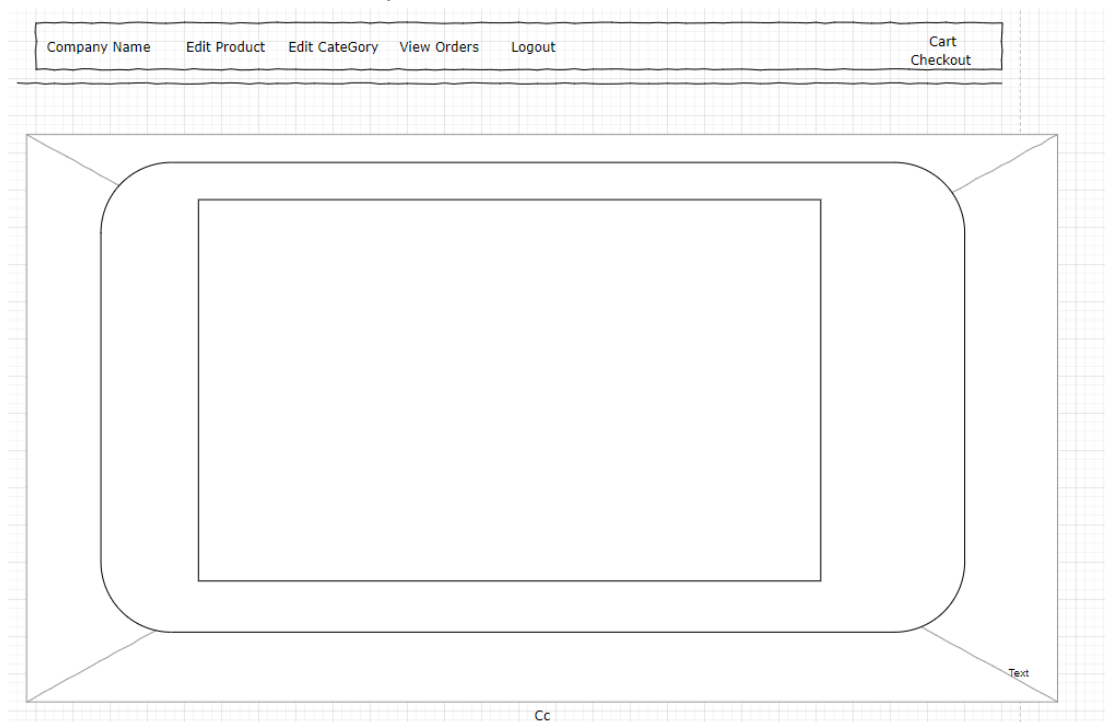 Company Name Edit Product Edit CateGory View Orders Logout
Cart
Checkout
Text
Cc